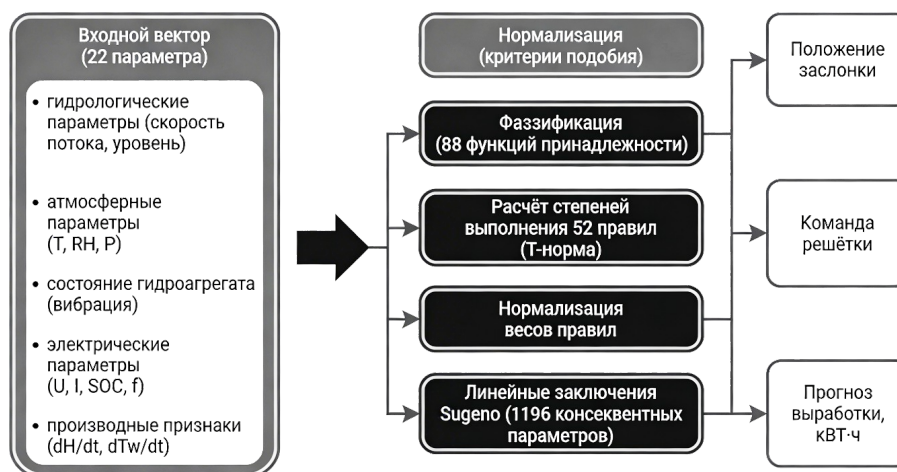 Входной вектор
(22 параметра)
гидрологические
параметры (скорость
потока, уровень)
атмосферные
параметры
(T, RH, P)
состояние гидроагрегата
(вибрация)
электрические
параметры
(U, I, SOC, f)
производные признаки
(dH/dt, dTw/dt)
Нормализация
(критерии подобия)
Фаззификация
(88 функций принадлежности)
Расчёт степеней
выполнения 52 правил
(Т-норма)
Нормализация
весов правил
Линейные заключения
Sugeno (1196 консеквентных
параметров)
Положение
заслонки
Команда
решётки
Прогноз
выработки,
кВТ·ч